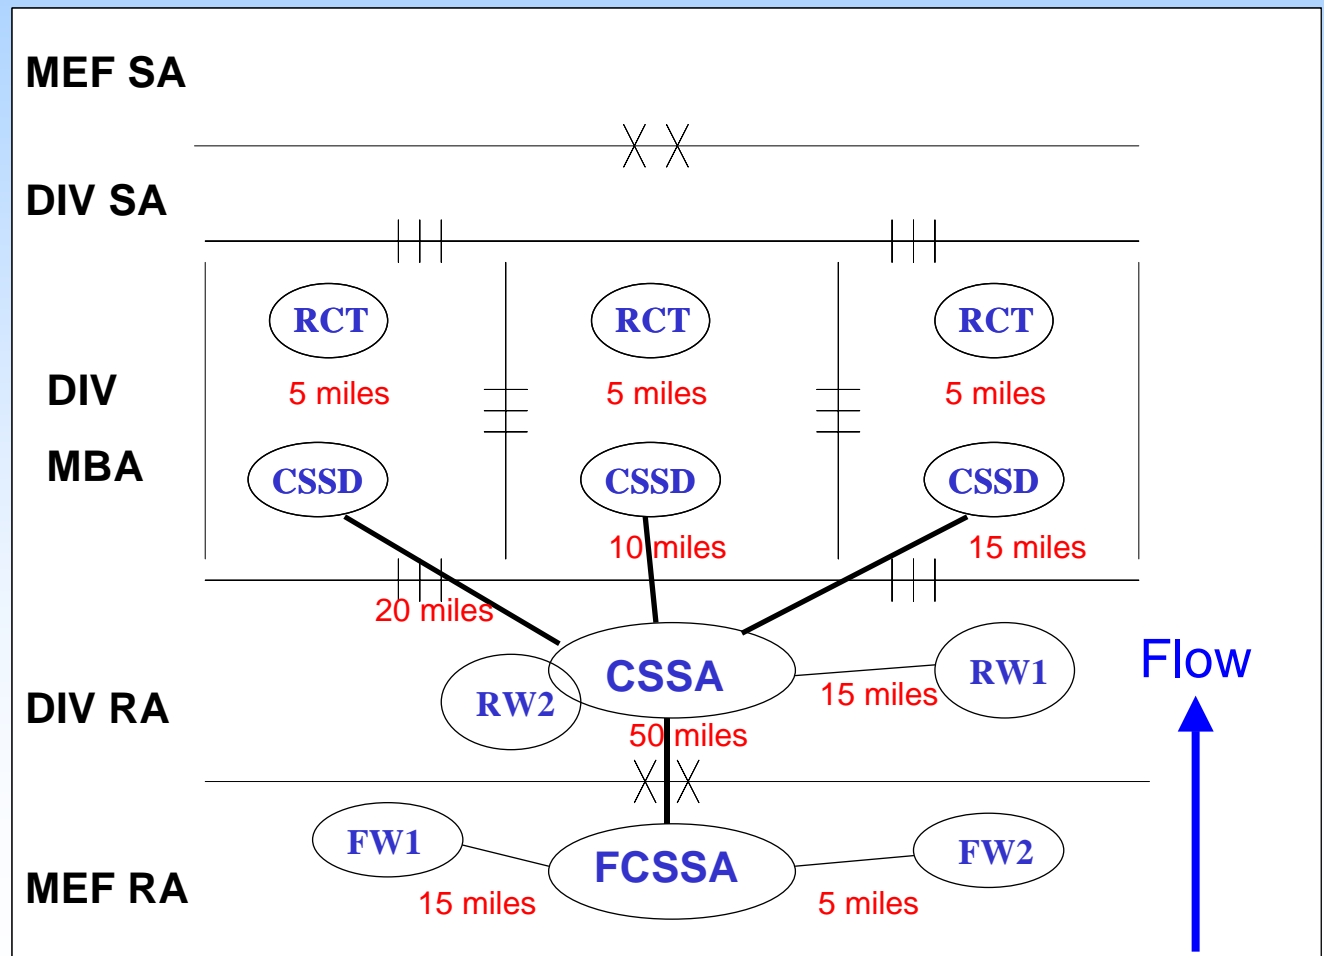 MEF SA
DIV SA
RCT RCT RCT
DIV 5 miles 5 miles 5 miles
MBA
CSSD CSSD CSSD
10 miles 15 miles
20 miles
CSSA RW1 Flow
RW2 15 miles
DIV RA
50 miles
FW1 FW2
FCSSA
MEF RA 15 miles 5 miles